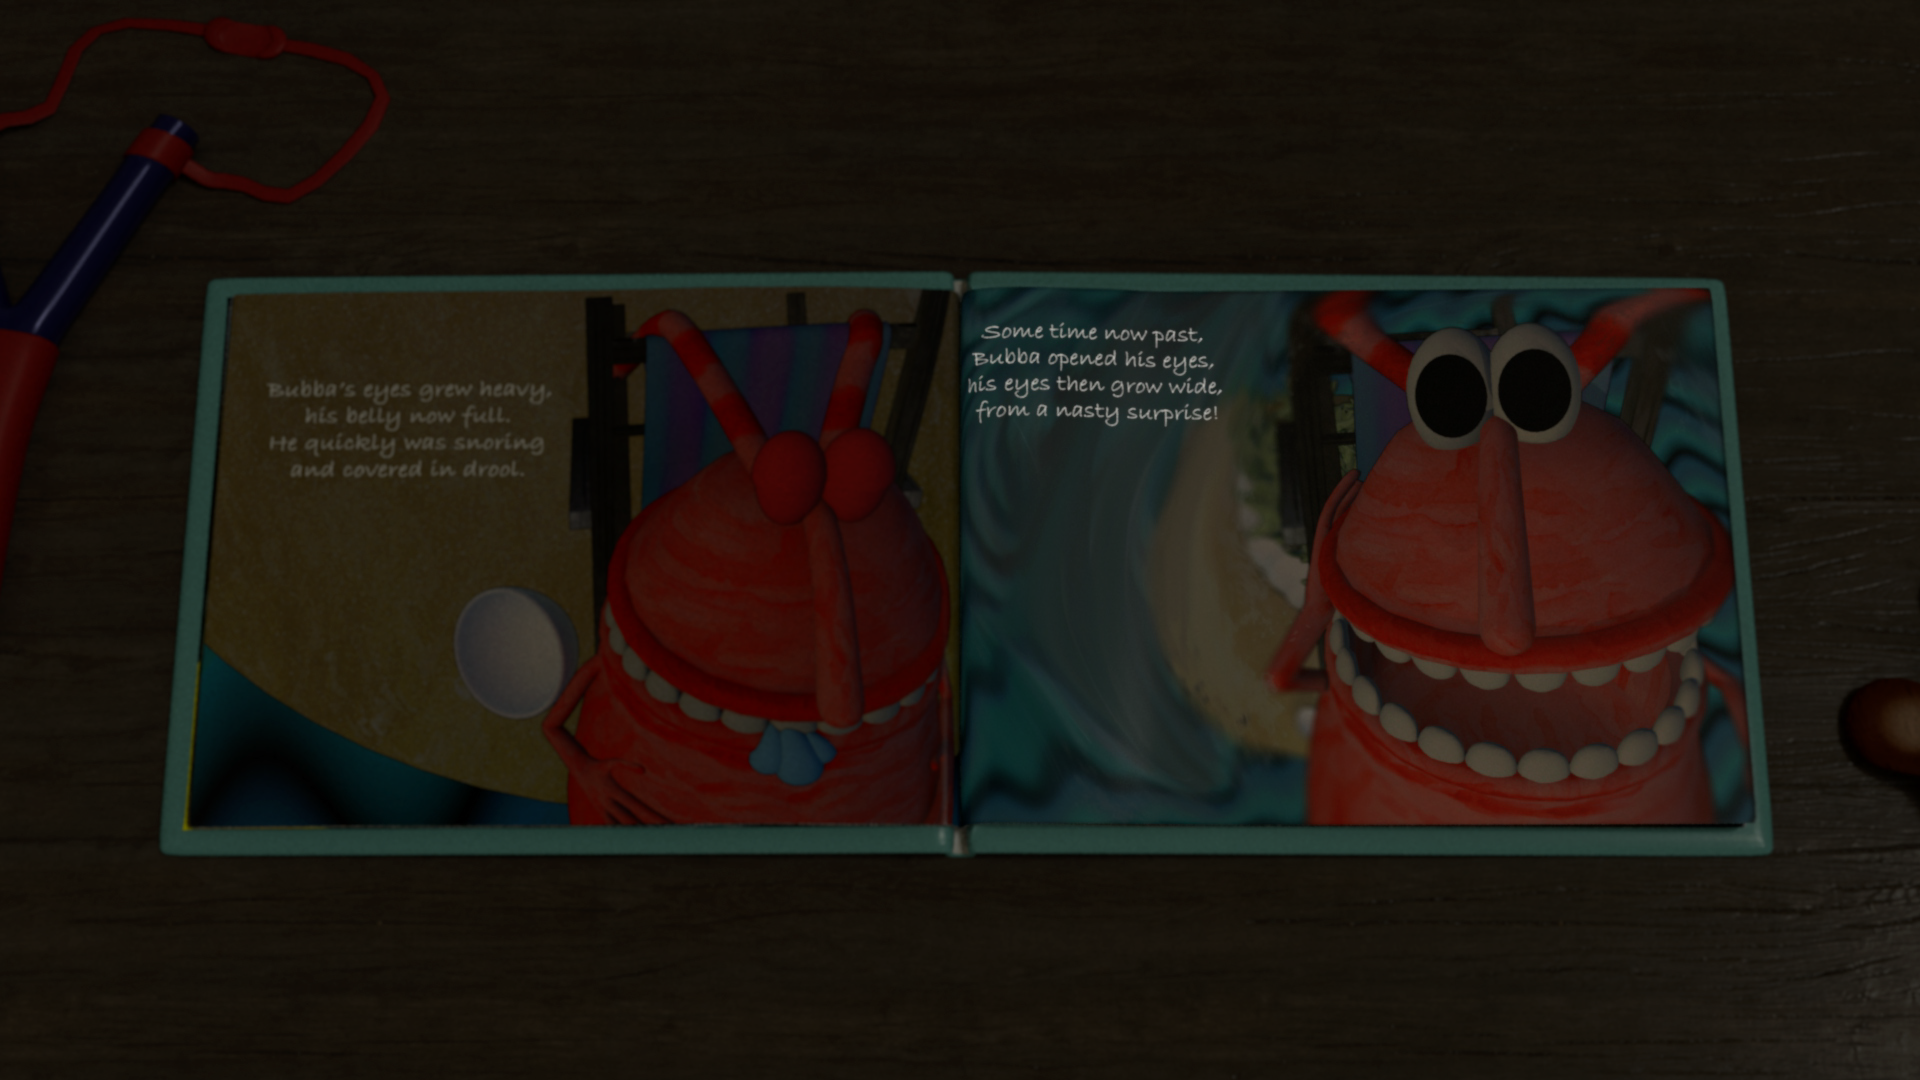 Bubba's eyes grew heavy,
his belly now full.
He quickly was snoring
and covered in drool.
Some time now past,
Bubba opened his eyes,
his eyes then grow wide,
from a nasty surprise!